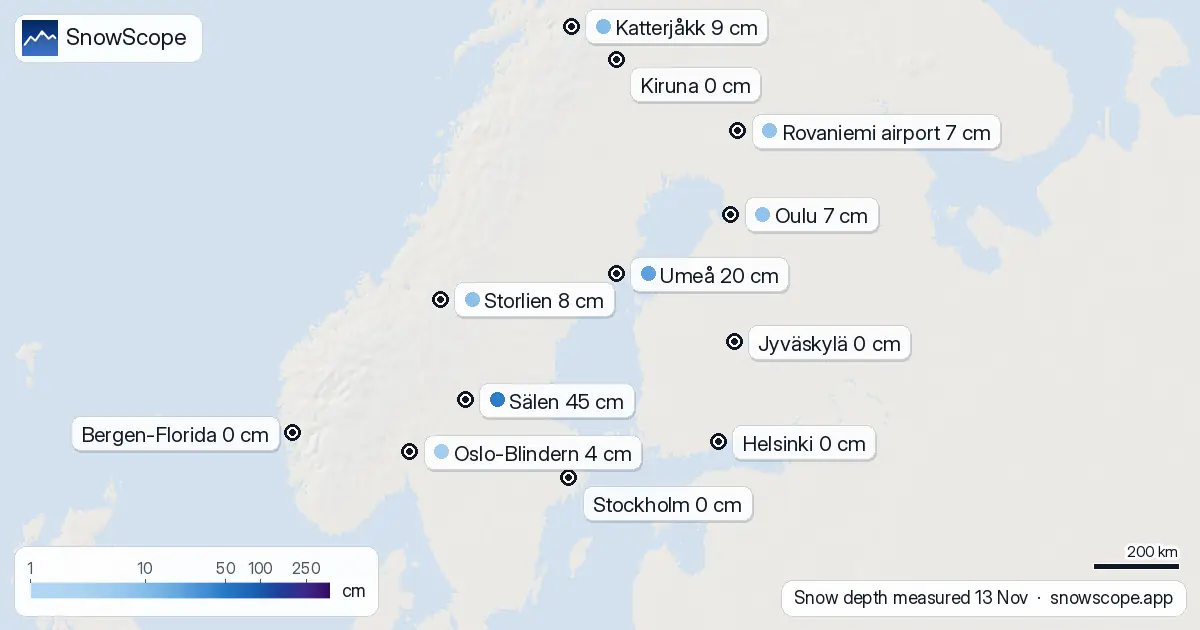 SnowScope
Katterjåkk 9 cm
Kiruna 0 cm
Rovaniemi airport 7 cm
Oulu 7 cm
Umeå 20 cm
Storlien 8 cm
Jyväskylä 0 cm
Sälen 45 cm
Bergen-Florida 0 cm
Oslo-Blindern 4 cm
Helsinki 0 cm
Stockholm 0 cm
200 km
1 10 50 100 250 cm
Snow depth measured 13 Nov · snowscope.app